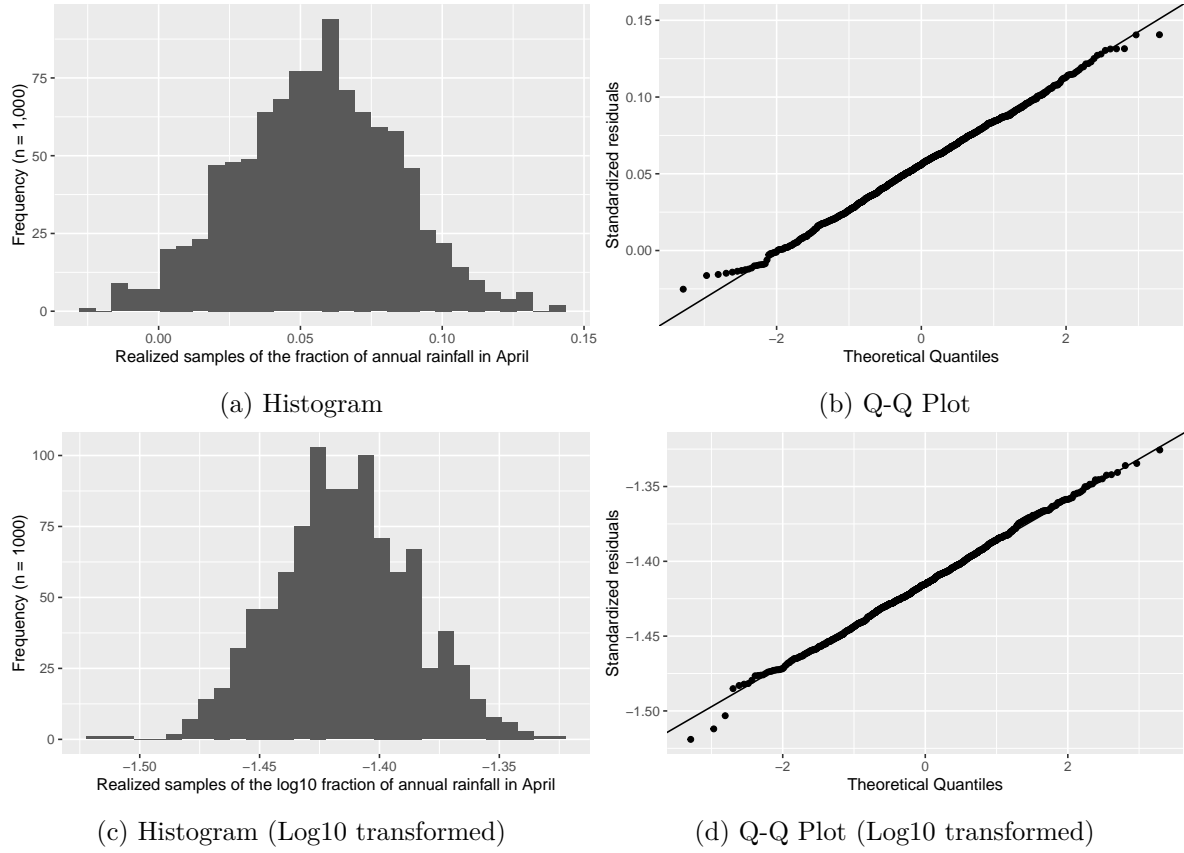 75
50
25
0
Frequency (n = 1,000)
0.00
0.05
0.10
0.15
Realized samples of the fraction of annual rainfall in April
(a) Histogram
0.15
0.10
0.05
0.00
Standardized residuals
−2
0
2
Theoretical Quantiles
(b) Q-Q Plot
100
75
50
25
0
Frequency (n = 1000)
−1.50
−1.45
−1.40
−1.35
Realized samples of the log10 fraction of annual rainfall in April
(c) Histogram (Log10 transformed)
−1.35
−1.40
−1.45
−1.50
Standardized residuals
−2
0
2
Theoretical Quantiles
(d) Q-Q Plot (Log10 transformed)